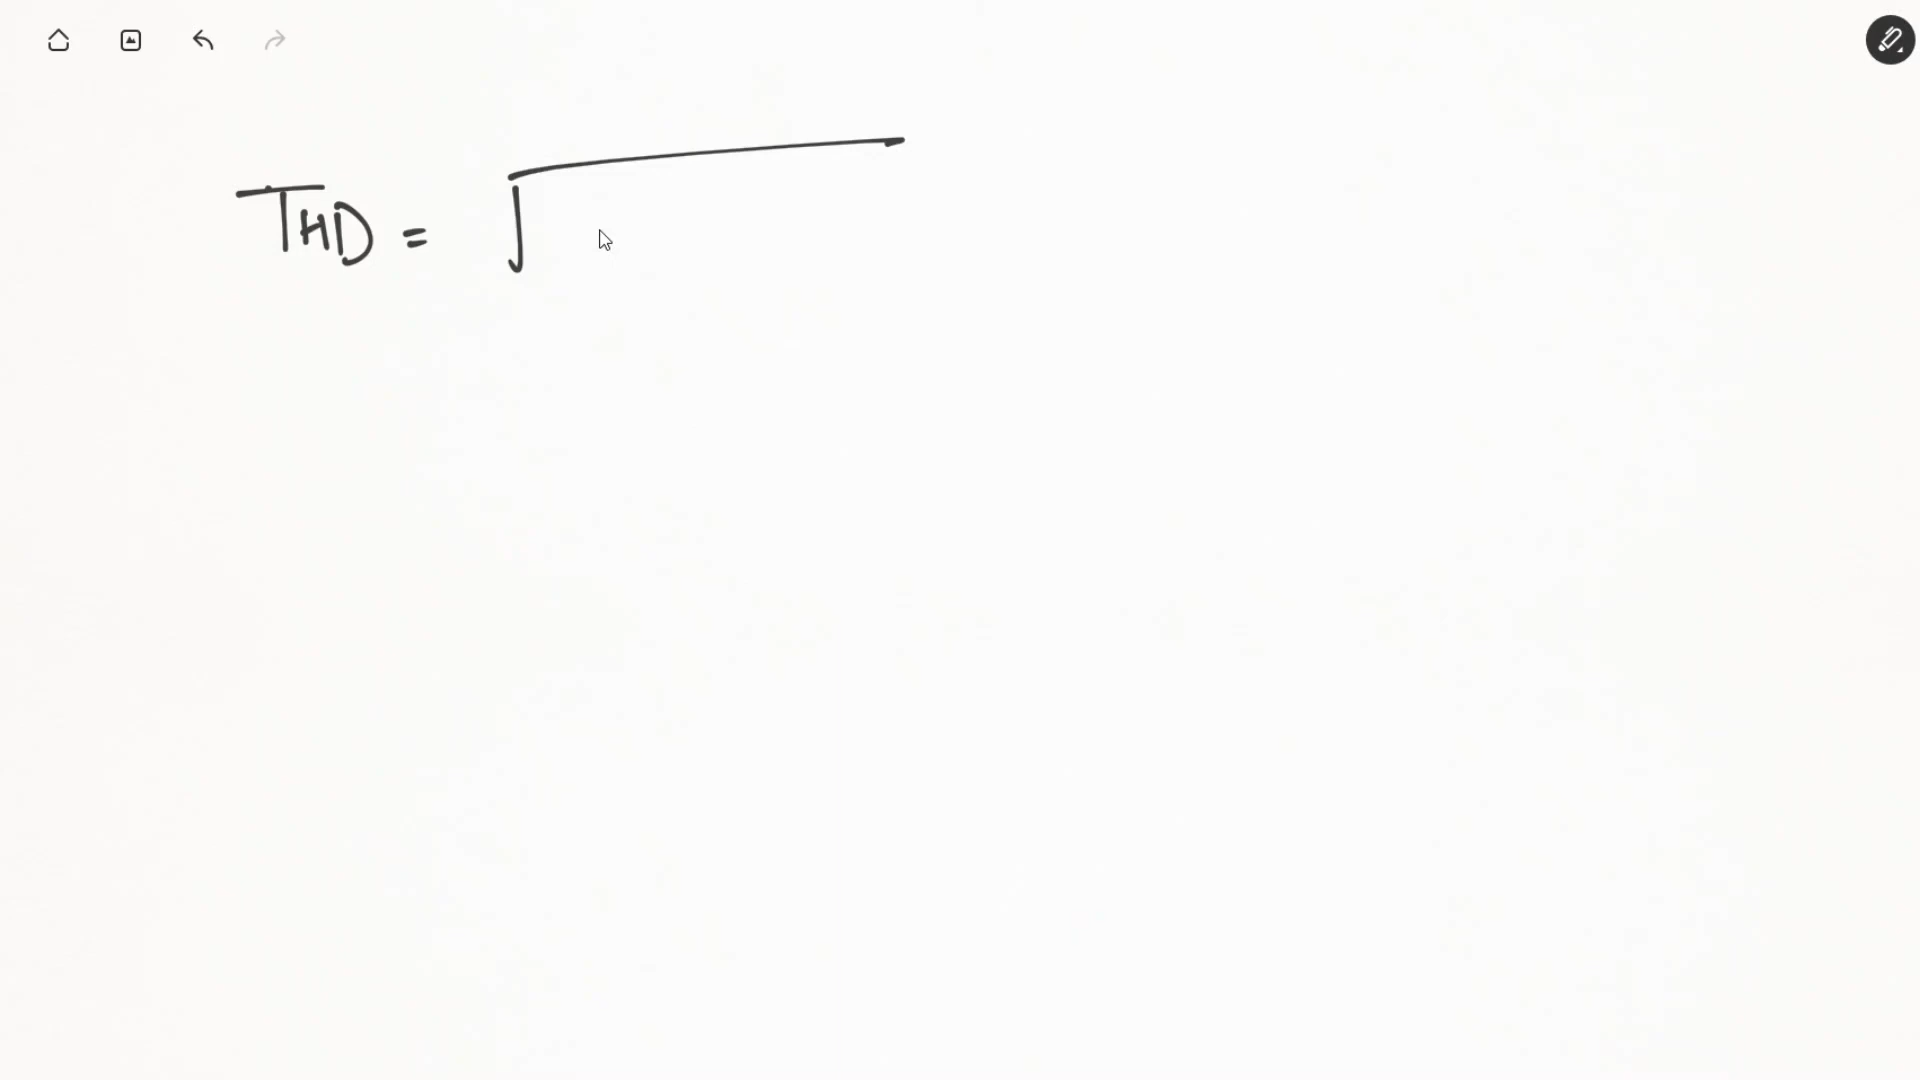 THD = √